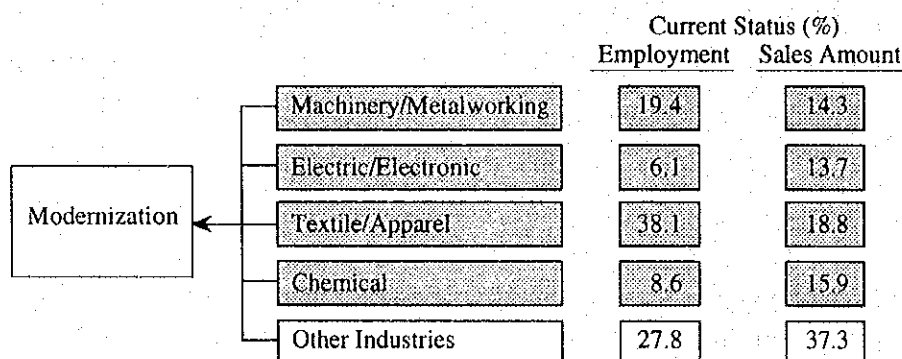 Current Status (%)
Employment Sales Amount
Machinery/Metalworking 19.4 14.3
Electric/Electronic 6.1 13.7
Modernization
Textile/Apparel 38.1 18.8
Chemical 8.6 15.9
Other Industries 27.8 37.3